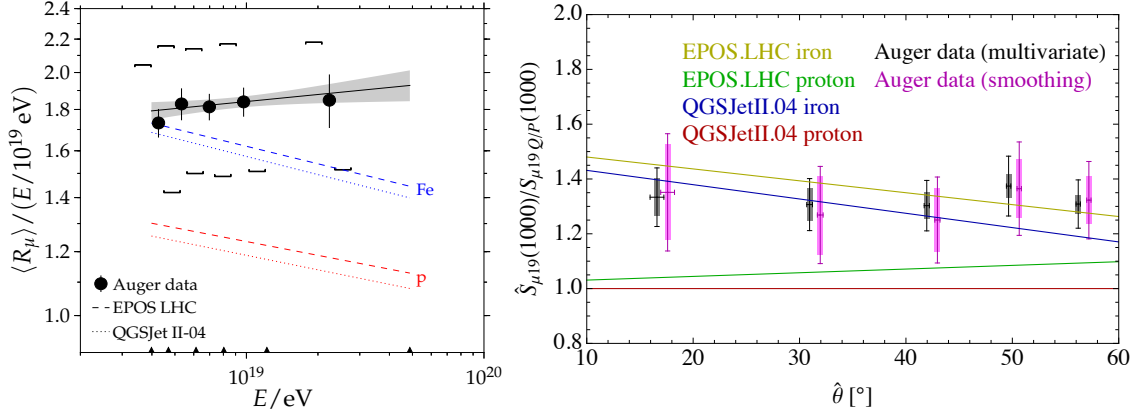 2.4
2.2
2.0
1.8
1.6
1.4
1.2
1.0
⟨R_μ⟩/(E/10^19 eV)
Fe
p
Auger data
EPOS LHC
QGSJet II-04
10^19
10^20
E/eV
2.0
1.8
1.6
1.4
1.2
1.0
0.8
Ŝ_μ19(1000)/S_μ19 Q/P(1000)
EPOS.LHC iron
EPOS.LHC proton
QGSJetII.04 iron
QGSJetII.04 proton
Auger data (multivariate)
Auger data (smoothing)
10 20 30 40 50 60
θ̂ [°]